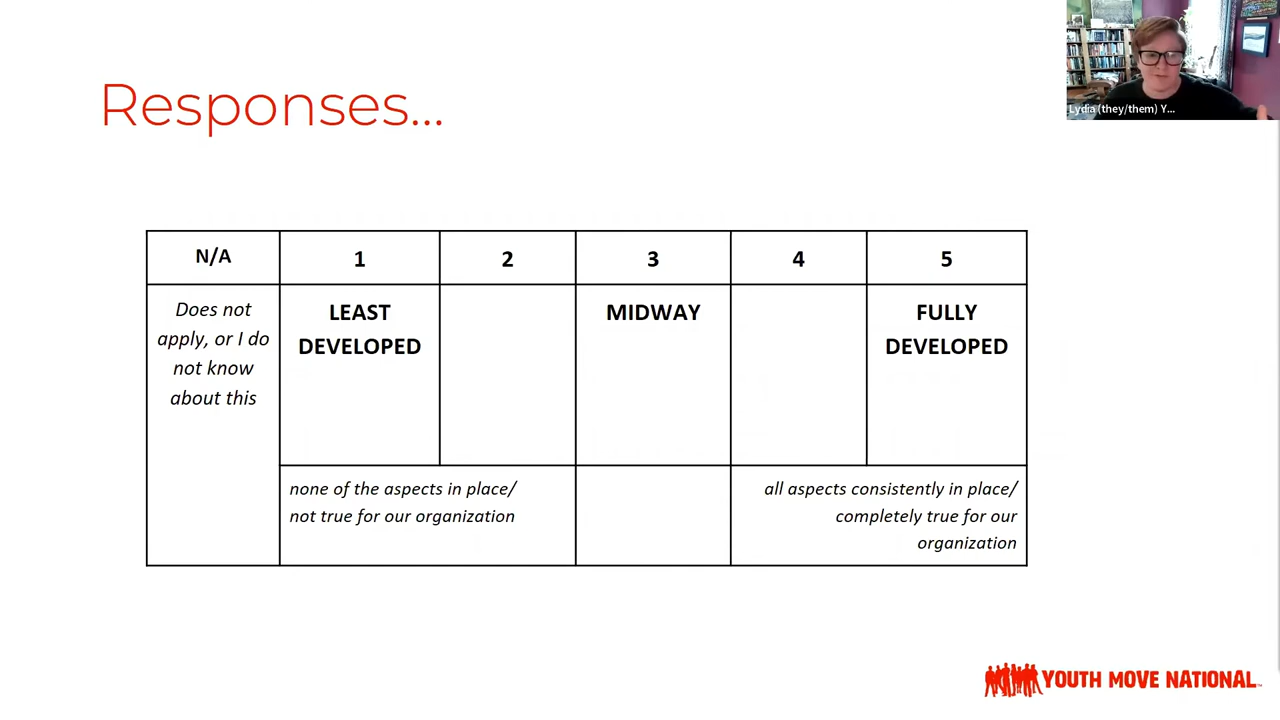 Responses...
Lydia (they/them) Y...
N/A
1
2
3
4
5
Does not
apply, or I do
not know
about this
LEAST
DEVELOPED
MIDWAY
FULLY
DEVELOPED
none of the aspects in place/
not true for our organization
all aspects consistently in place/
completely true for our
organization
YOUTH MOVE NATIONAL